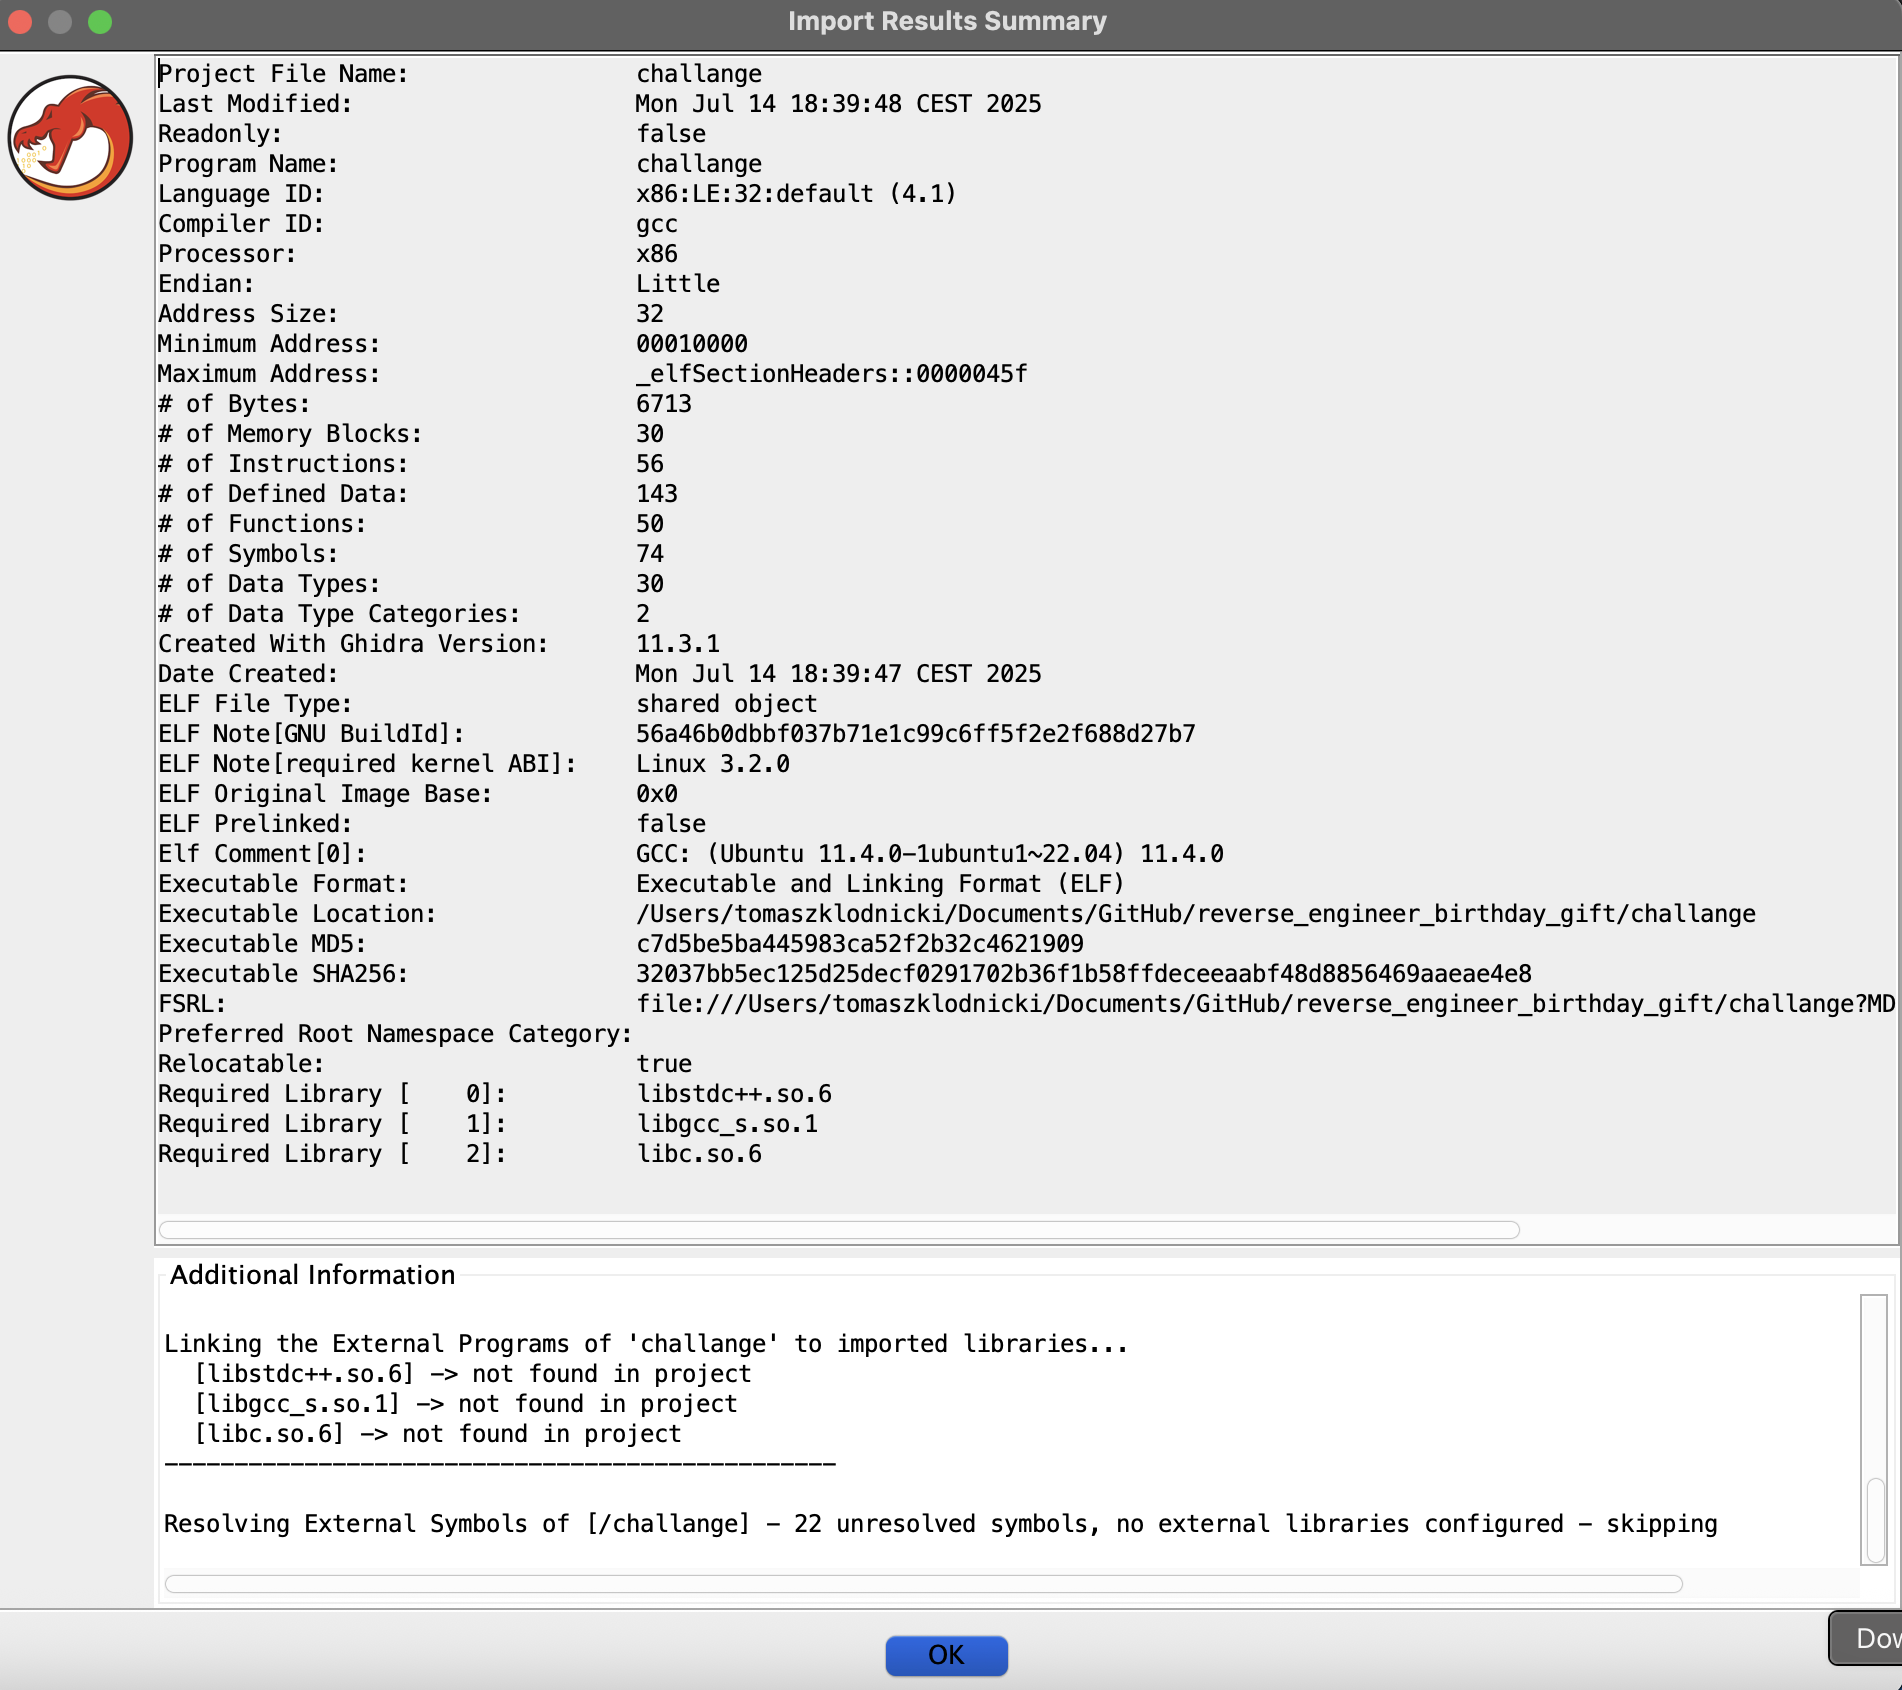 Import Results Summary
Project File Name: challange
Last Modified: Mon Jul 14 18:39:48 CEST 2025
Readonly: false
Program Name: challange
Language ID: x86:LE:32:default (4.1)
Compiler ID: gcc
Processor: x86
Endian: Little
Address Size: 32
Minimum Address: 00010000
Maximum Address: _elfSectionHeaders::0000045f
# of Bytes: 6713
# of Memory Blocks: 30
# of Instructions: 56
# of Defined Data: 143
# of Functions: 50
# of Symbols: 74
# of Data Types: 30
# of Data Type Categories: 2
Created With Ghidra Version: 11.3.1
Date Created: Mon Jul 14 18:39:47 CEST 2025
ELF File Type: shared object
ELF Note[GNU BuildId]: 56a46b0dbbf037b71e1c99c6ff5f2e2f688d27b7
ELF Note[required kernel ABI]: Linux 3.2.0
ELF Original Image Base: 0x0
ELF Prelinked: false
Elf Comment[0]: GCC: (Ubuntu 11.4.0-1ubuntu1~22.04) 11.4.0
Executable Format: Executable and Linking Format (ELF)
Executable Location: /Users/tomaszklodnicki/Documents/GitHub/reverse_engineer_birthday_gift/challange
Executable MD5: c7d5be5ba445983ca52f2b32c4621909
Executable SHA256: 32037bb5ec125d25decf0291702b36f1b58ffdeceeaabf48d8856469aaeae4e8
FSRL: file:///Users/tomaszklodnicki/Documents/GitHub/reverse_engineer_birthday_gift/challange?MD
Preferred Root Namespace Category:
Relocatable: true
Required Library [    0]: libstdc++.so.6
Required Library [    1]: libgcc_s.so.1
Required Library [    2]: libc.so.6
Additional Information
Linking the External Programs of 'challange' to imported libraries...
[libstdc++.so.6] -> not found in project
[libgcc_s.so.1] -> not found in project
[libc.so.6] -> not found in project
------------------------------------------------
Resolving External Symbols of [/challange] - 22 unresolved symbols, no external libraries configured - skipping
OK